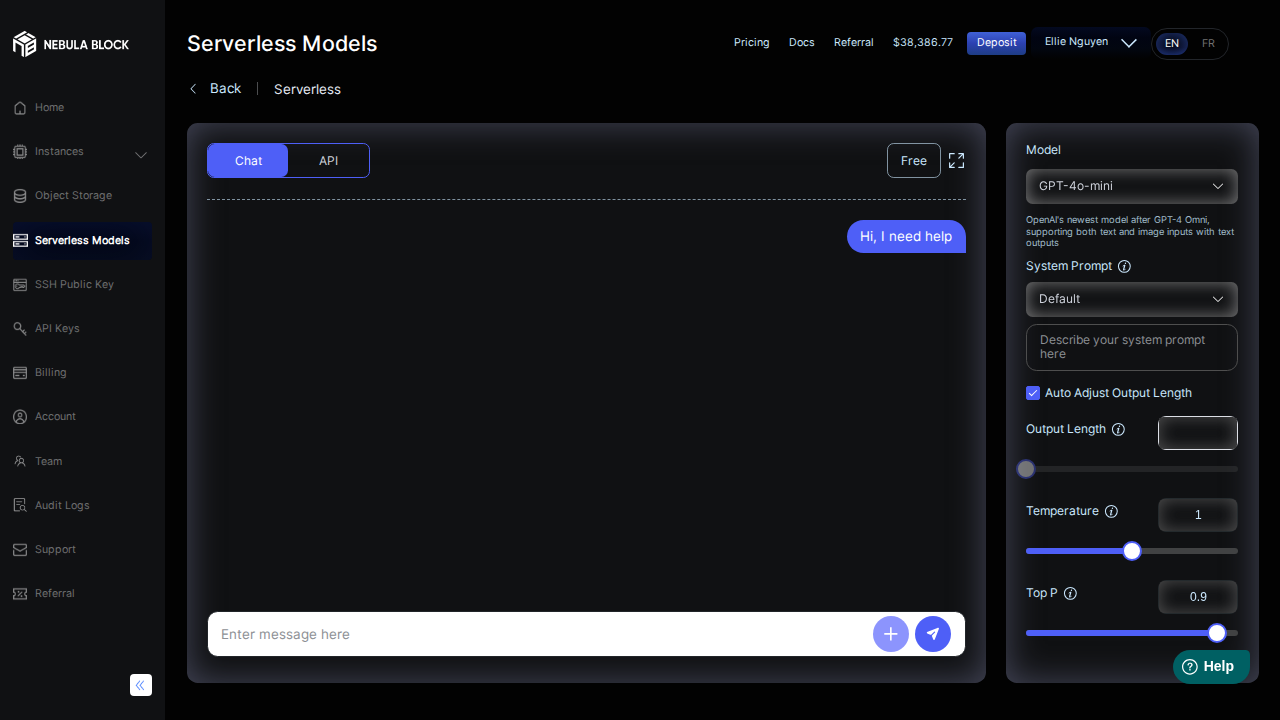 NEBULA BLOCK
Home
Instances
Object Storage
Serverless Models
SSH Public Key
API Keys
Billing
Account
Team
Audit Logs
Support
Referral
Serverless Models
Pricing
Docs
Referral
$38,386.77
Deposit
Ellie Nguyen
EN
FR
Back
Serverless
Chat
API
Free
Hi, I need help
Enter message here
Model
GPT-4o-mini
OpenAI's newest model after GPT-4 Omni,
supporting both text and image inputs with text
outputs
System Prompt
Default
Describe your system prompt
here
Auto Adjust Output Length
Output Length
Temperature
1
Top P
0.9
Help